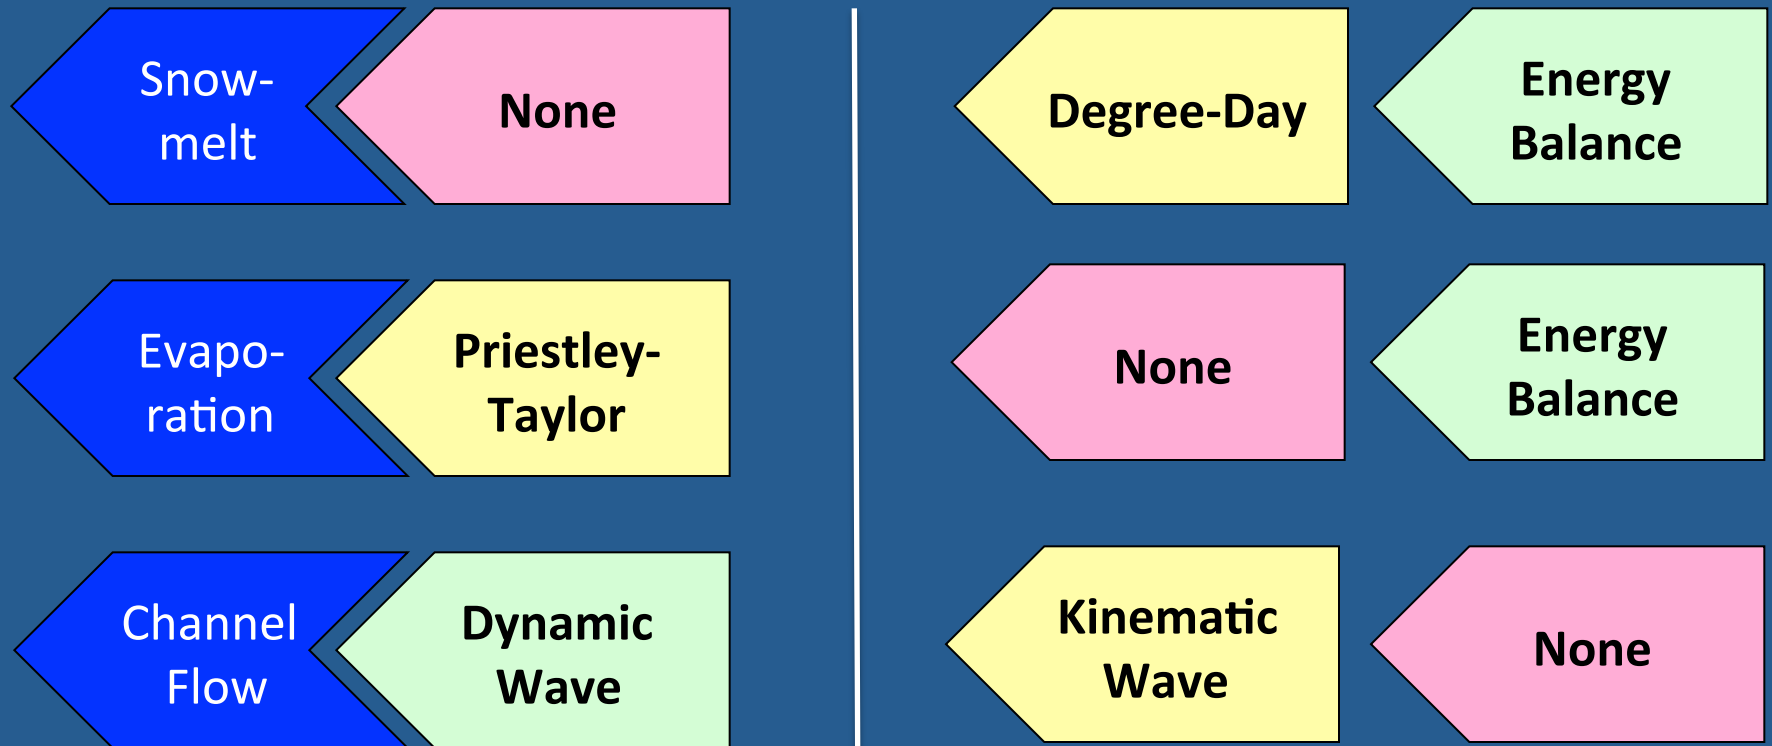 Snow-
melt
None
Degree-Day
Energy
Balance
Evapo-
ration
Priestley-
Taylor
None
Energy
Balance
Channel
Flow
Dynamic
Wave
Kinematic
Wave
None